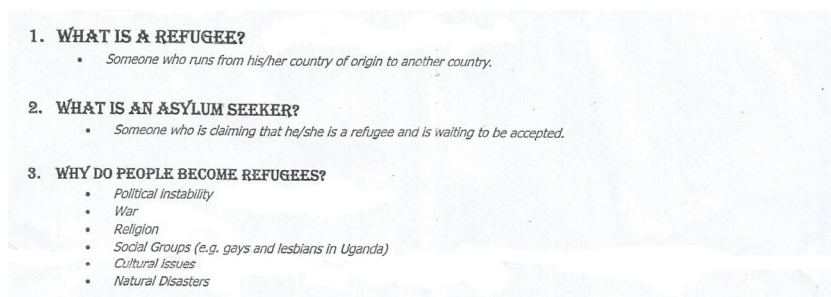 1. WHAT IS A REFUGEE?
• Someone who runs from his/her country of origin to another country.
2. WHAT IS AN ASYLUM SEEKER?
• Someone who is claiming that he/she is a refugee and is waiting to be accepted.
3. WHY DO PEOPLE BECOME REFUGEES?
• Political instability
• War
• Religion
• Social Groups (e.g. gays and lesbians in Uganda)
• Cultural issues
• Natural Disasters